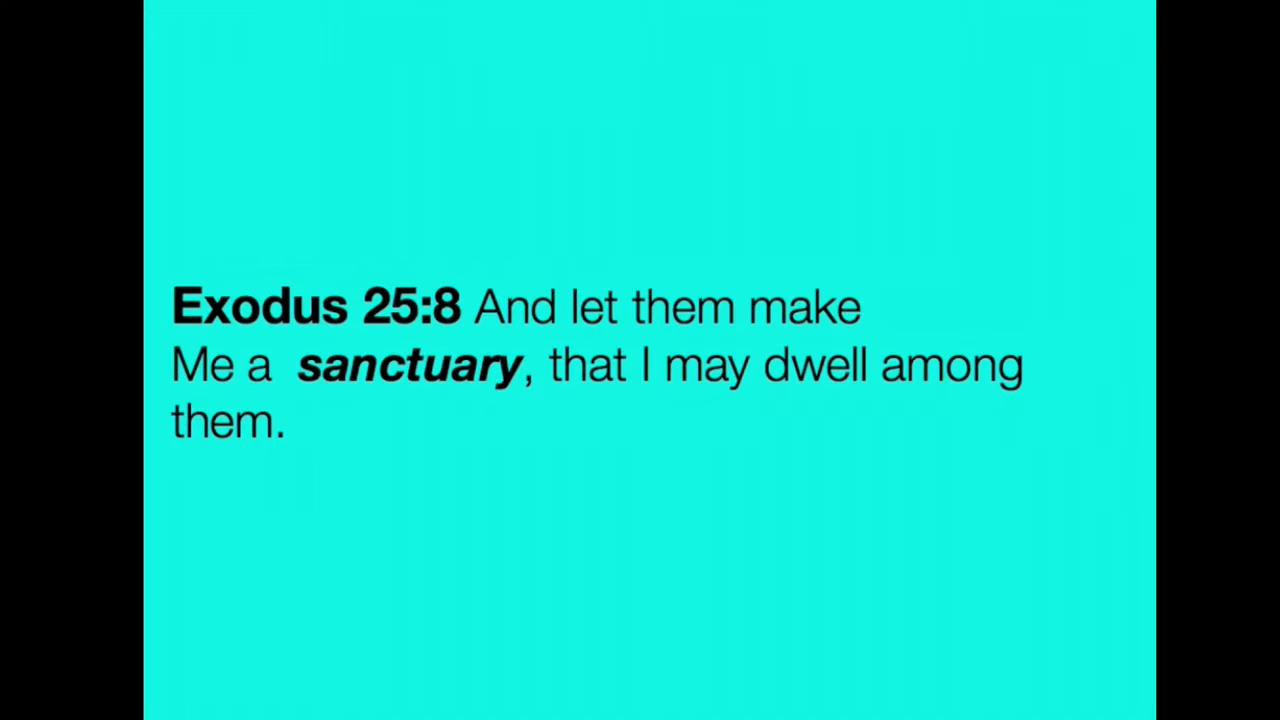 Exodus 25:8 And let them make
Me a  sanctuary, that I may dwell among
them.